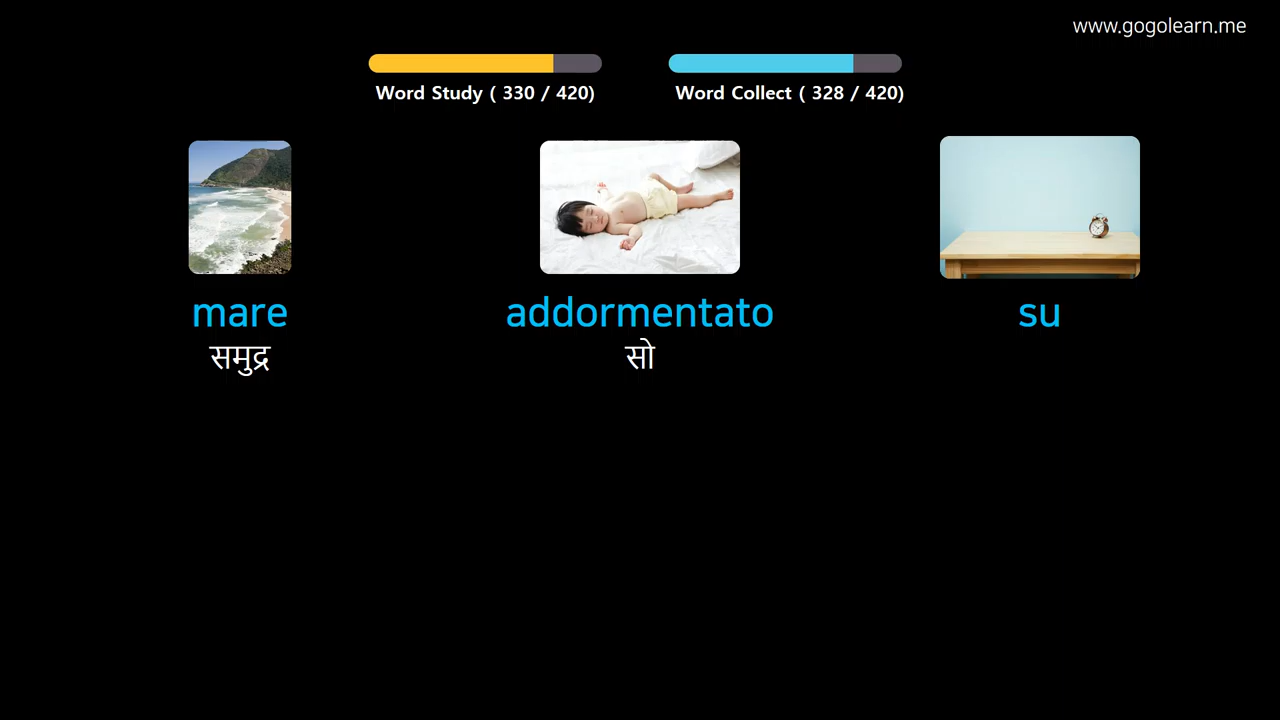 www.gogolearn.me
Word Study ( 330 / 420)
Word Collect ( 328 / 420)
mare
addormentato
su
समुद्र
सो